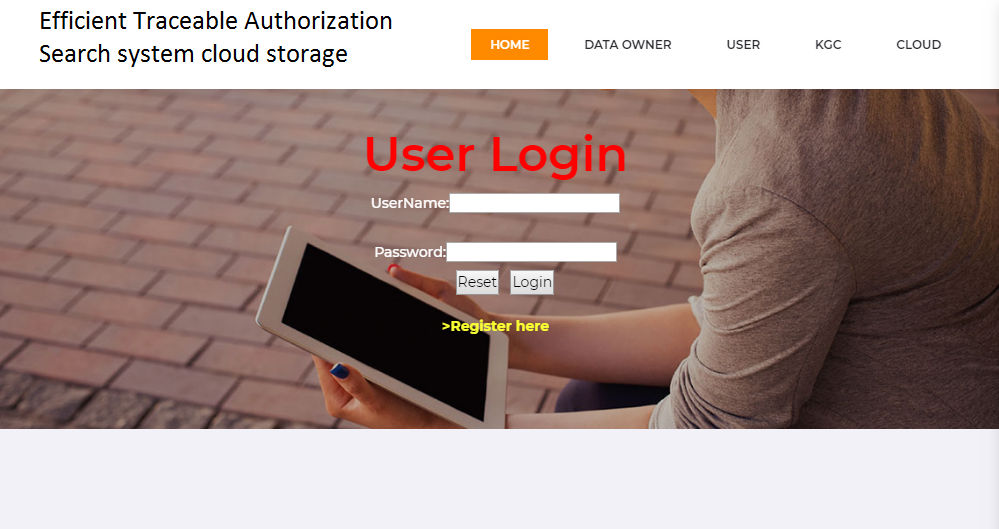 Efficient Traceable Authorization
Search system cloud storage
HOME
DATA OWNER
USER
KGC
CLOUD
User Login
UserName:
Password:
Reset
Login
>Register here